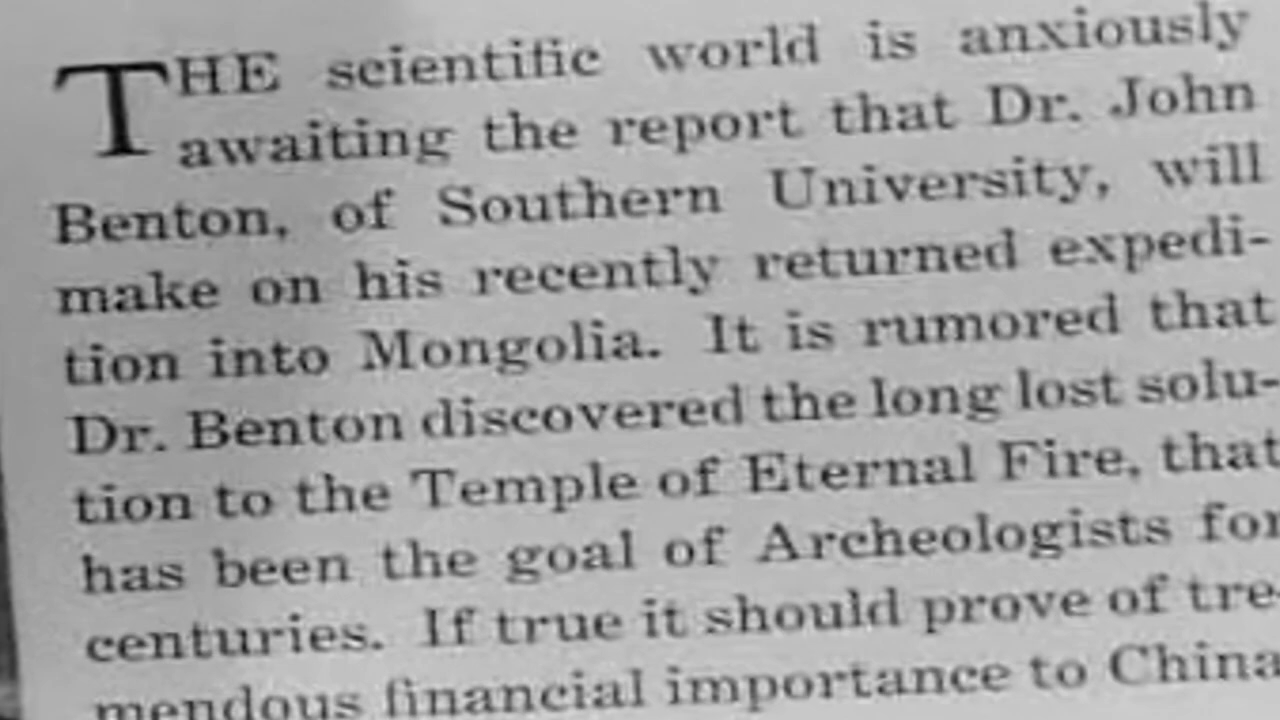 THE scientific world is anxiously
awaiting the report that Dr. John
Benton, of Southern University, will
make on his recently returned expedi-
tion into Mongolia. It is rumored that
Dr. Benton discovered the long lost solu-
tion to the Temple of Eternal Fire, that
has been the goal of Archeologists for
centuries. If true it should prove of tre-
mendous financial importance to China